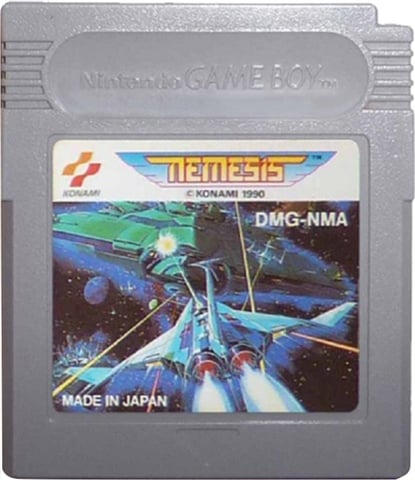 Nintendo GAME BOY TM
KONAMI
NEMESIS TM
© KONAMI 1990
DMG-NMA
MADE IN JAPAN